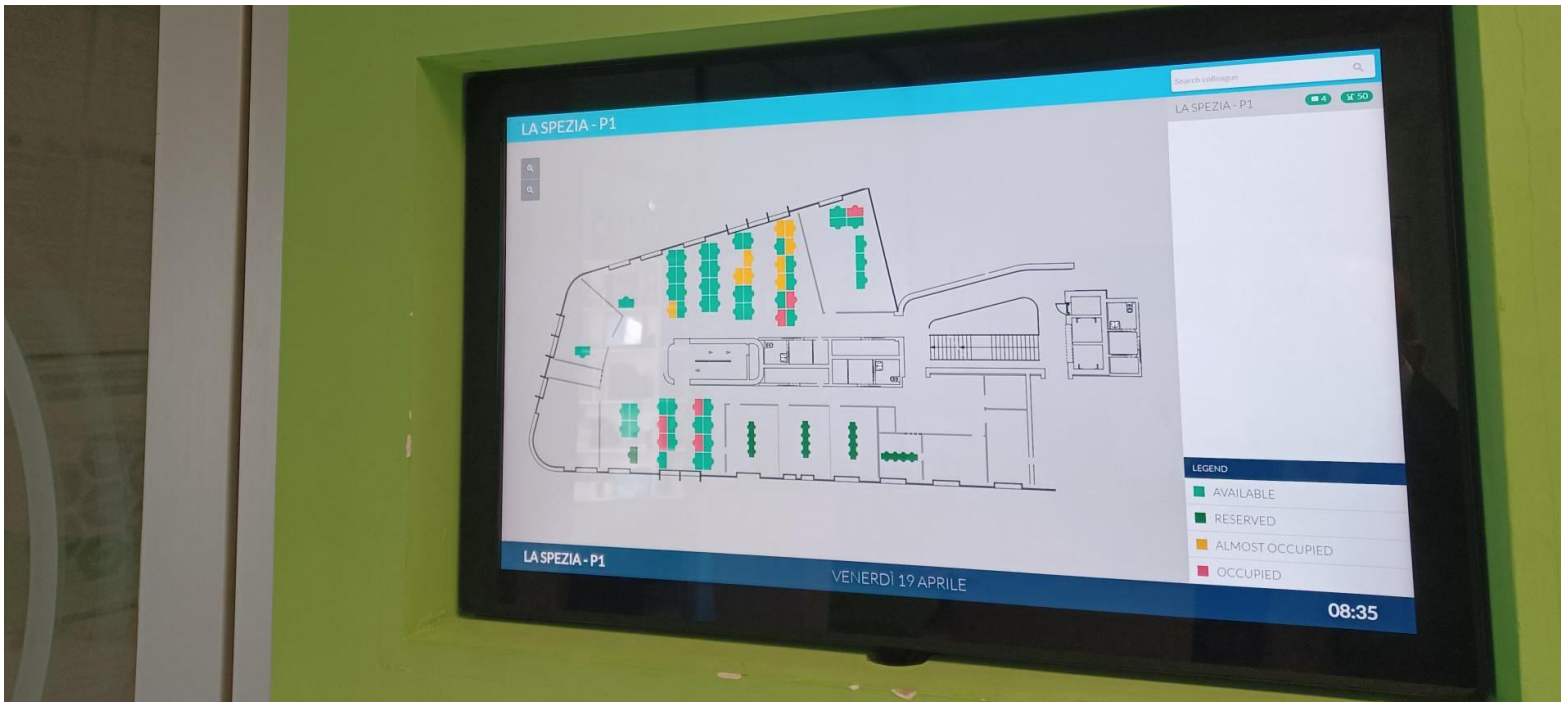 LA SPEZIA - P1
Search colleague
LA SPEZIA - P1
4
50
LEGEND
AVAILABLE
RESERVED
ALMOST OCCUPIED
OCCUPIED
LA SPEZIA - P1
VENERDÌ 19 APRILE
08:35